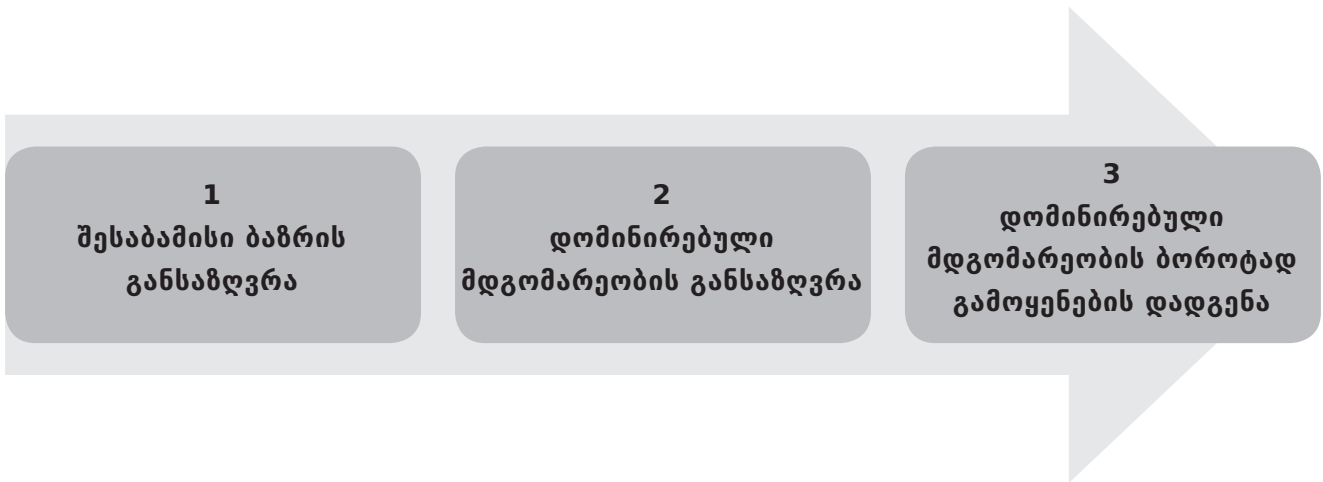 1
შესაბამისი ბაზრის
განსაზღვრა
2
დომინირებული
მდგომარეობის განსაზღვრა
3
დომინირებული
მდგომარეობის ბოროტად
გამოყენების დადგენა